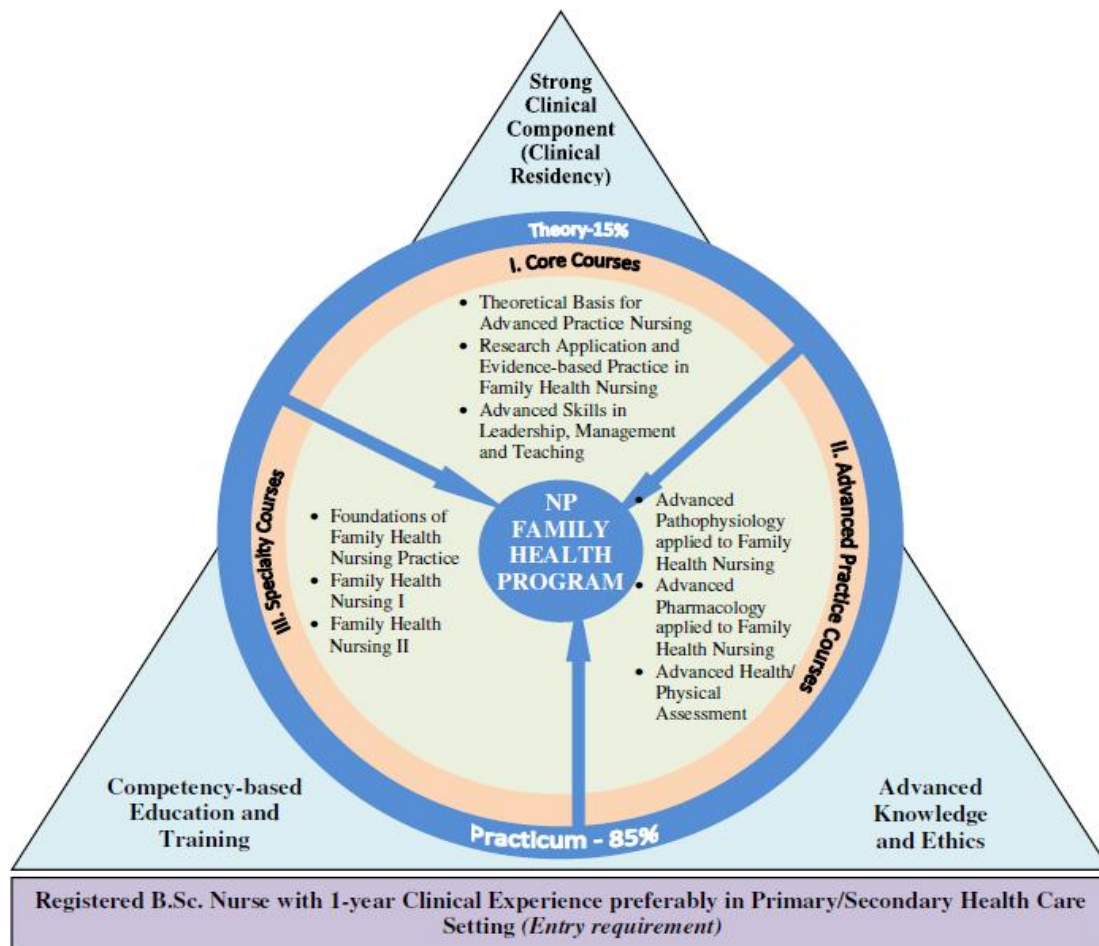 Strong
Clinical
Component
(Clinical
Residency)
Theory-15%
I. Core Courses
• Theoretical Basis for
Advanced Practice Nursing
• Research Application and
Evidence-based Practice in
Family Health Nursing
• Advanced Skills in
Leadership, Management
and Teaching
III. Specialty Courses
• Foundations of
Family Health
Nursing Practice
• Family Health
Nursing I
• Family Health
Nursing II
NP
FAMILY
HEALTH
PROGRAM
II. Advanced Practice Courses
• Advanced
Pathophysiology
applied to Family
Health Nursing
• Advanced
Pharmacology
applied to Family
Health Nursing
• Advanced Health/
Physical
Assessment
Competency-based
Education and
Training
Practicum - 85%
Advanced
Knowledge
and Ethics
Registered B.Sc. Nurse with 1-year Clinical Experience preferably in Primary/Secondary Health Care
Setting (Entry requirement)